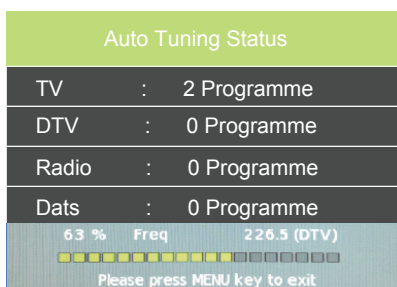 Auto Tuning Status
TV : 2 Programme
DTV : 0 Programme
Radio : 0 Programme
Dats : 0 Programme
63 % Freq 226.5 (DTV)
Please press MENU key to exit